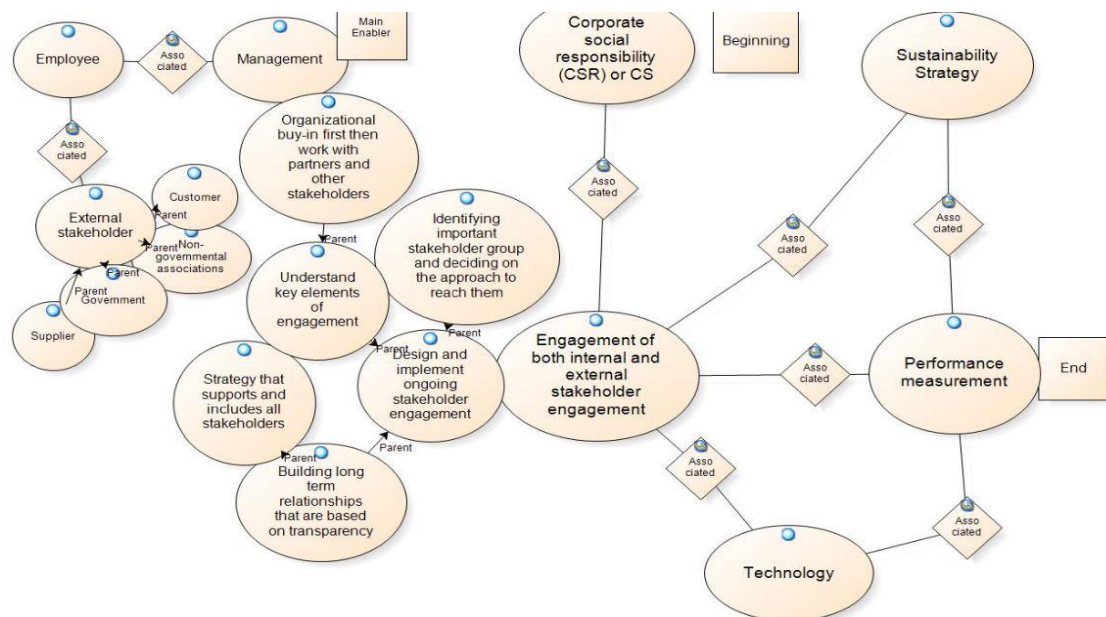 Employee
Asso
ciated
Management
Main
Enabler
Asso
ciated
External
stakeholder
Customer
Parent
Non-
governmental
associations
Parent
Parent
Government
Parent
Supplier
Organizational
buy-in first then
work with
partners and
other
stakeholders
Parent
Understand
key elements
of
engagement
Identifying
important
stakeholder
group and
deciding on
the approach to
reach them
Parent
Parent
Design and
implement
ongoing
stakeholder
engagement
Strategy that
supports and
includes all
stakeholders
Parent
Parent
Building long
term
relationships
that are based
on transparency
Corporate
social
responsibility
(CSR) or CS
Beginning
Asso
ciated
Engagement of
both internal and
external
stakeholder
engagement
Sustainability
Strategy
Asso
ciated
Asso
ciated
Asso
ciated
Performance
measurement
End
Asso
ciated
Asso
ciated
Technology